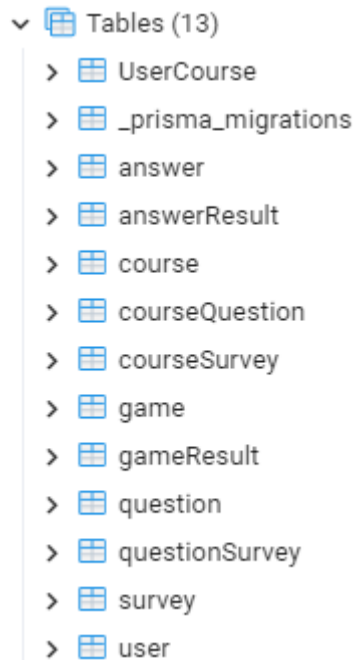 Tables (13)
UserCourse
_prisma_migrations
answer
answerResult
course
courseQuestion
courseSurvey
game
gameResult
question
questionSurvey
survey
user